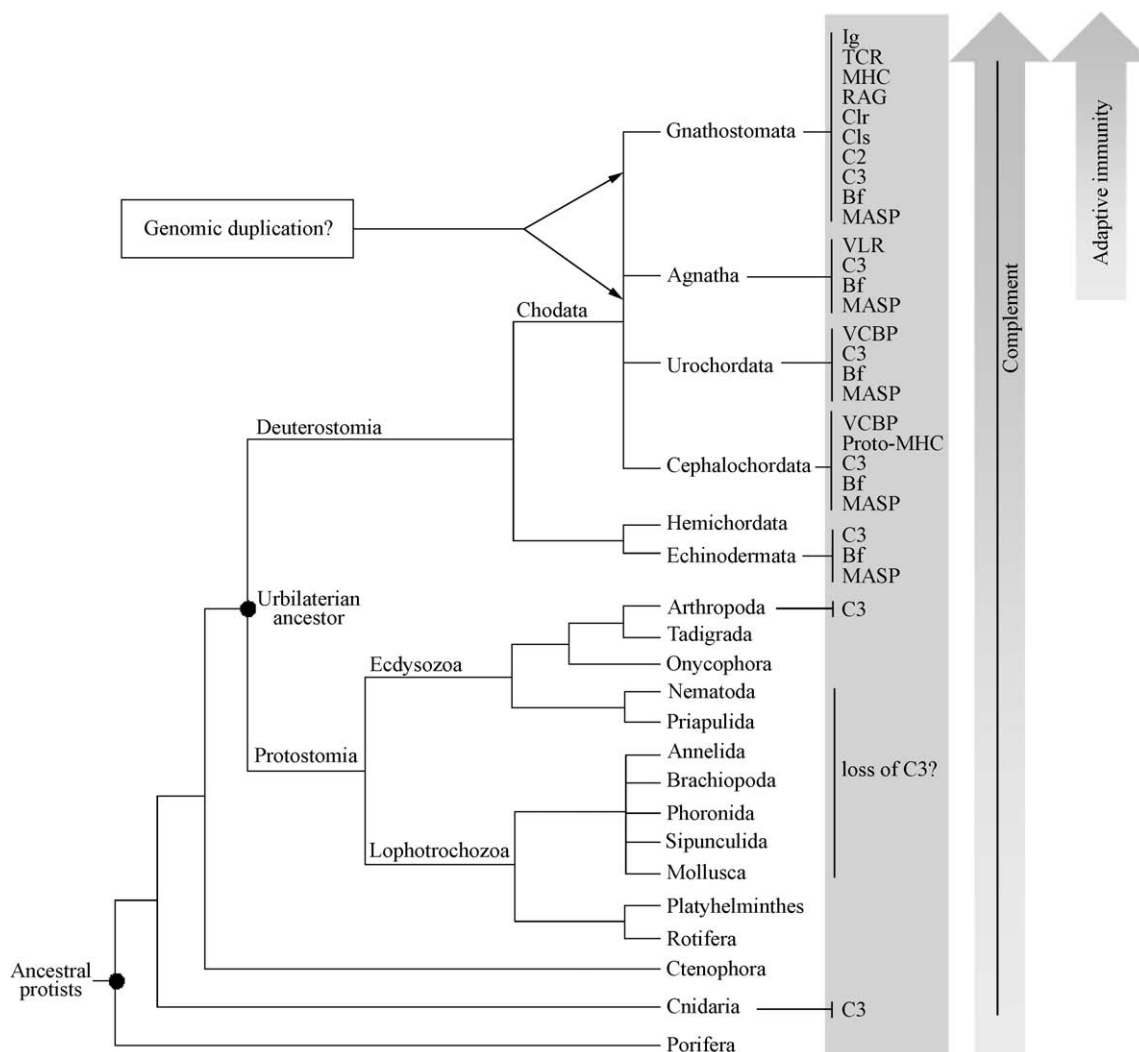 Ig
TCR
MHC
RAG
Clr
Cls
C2
C3
Bf
MASP
Gnathostomata
Genomic duplication?
Adaptive immunity
VLR
C3
Bf
MASP
Agnatha
Complement
Chodata
VCBP
C3
Bf
MASP
Urochordata
Deuterostomia
VCBP
Proto-MHC
C3
Bf
MASP
Cephalochordata
Hemichordata
Echinodermata
C3
Bf
MASP
Urbilaterian
ancestor
Arthropoda
C3
Tadigrada
Ecdysozoa
Onycophora
Nematoda
Priapulida
Protostomia
Annelida
loss of C3?
Brachiopoda
Phoronida
Sipunculida
Lophotrochozoa
Mollusca
Platyhelminthes
Rotifera
Ancestral
protists
Ctenophora
Cnidaria
C3
Porifera